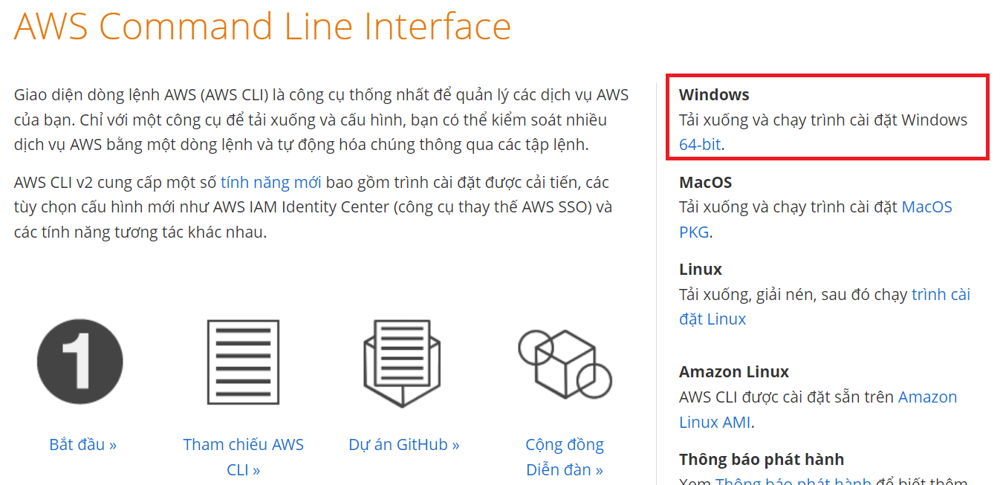 AWS Command Line Interface
Giao diện dòng lệnh AWS (AWS CLI) là công cụ thống nhất để quản lý các dịch vụ AWS
của bạn. Chỉ với một công cụ để tải xuống và cấu hình, bạn có thể kiểm soát nhiều
dịch vụ AWS bằng một dòng lệnh và tự động hóa chúng thông qua các tập lệnh.
AWS CLI v2 cung cấp một số tính năng mới bao gồm trình cài đặt được cải tiến, các
tùy chọn cấu hình mới như AWS IAM Identity Center (công cụ thay thế AWS SSO) và
các tính năng tương tác khác nhau.
1
Bắt đầu »
Tham chiếu AWS
CLI »
Dự án GitHub »
Cộng đồng
Diễn đàn »
Windows
Tải xuống và chạy trình cài đặt Windows
64-bit.
MacOS
Tải xuống và chạy trình cài đặt MacOS
PKG.
Linux
Tải xuống, giải nén, sau đó chạy trình cài
đặt Linux
Amazon Linux
AWS CLI được cài đặt sẵn trên Amazon
Linux AMI.
Thông báo phát hành
Xem Thông báo phát hành để biết thêm